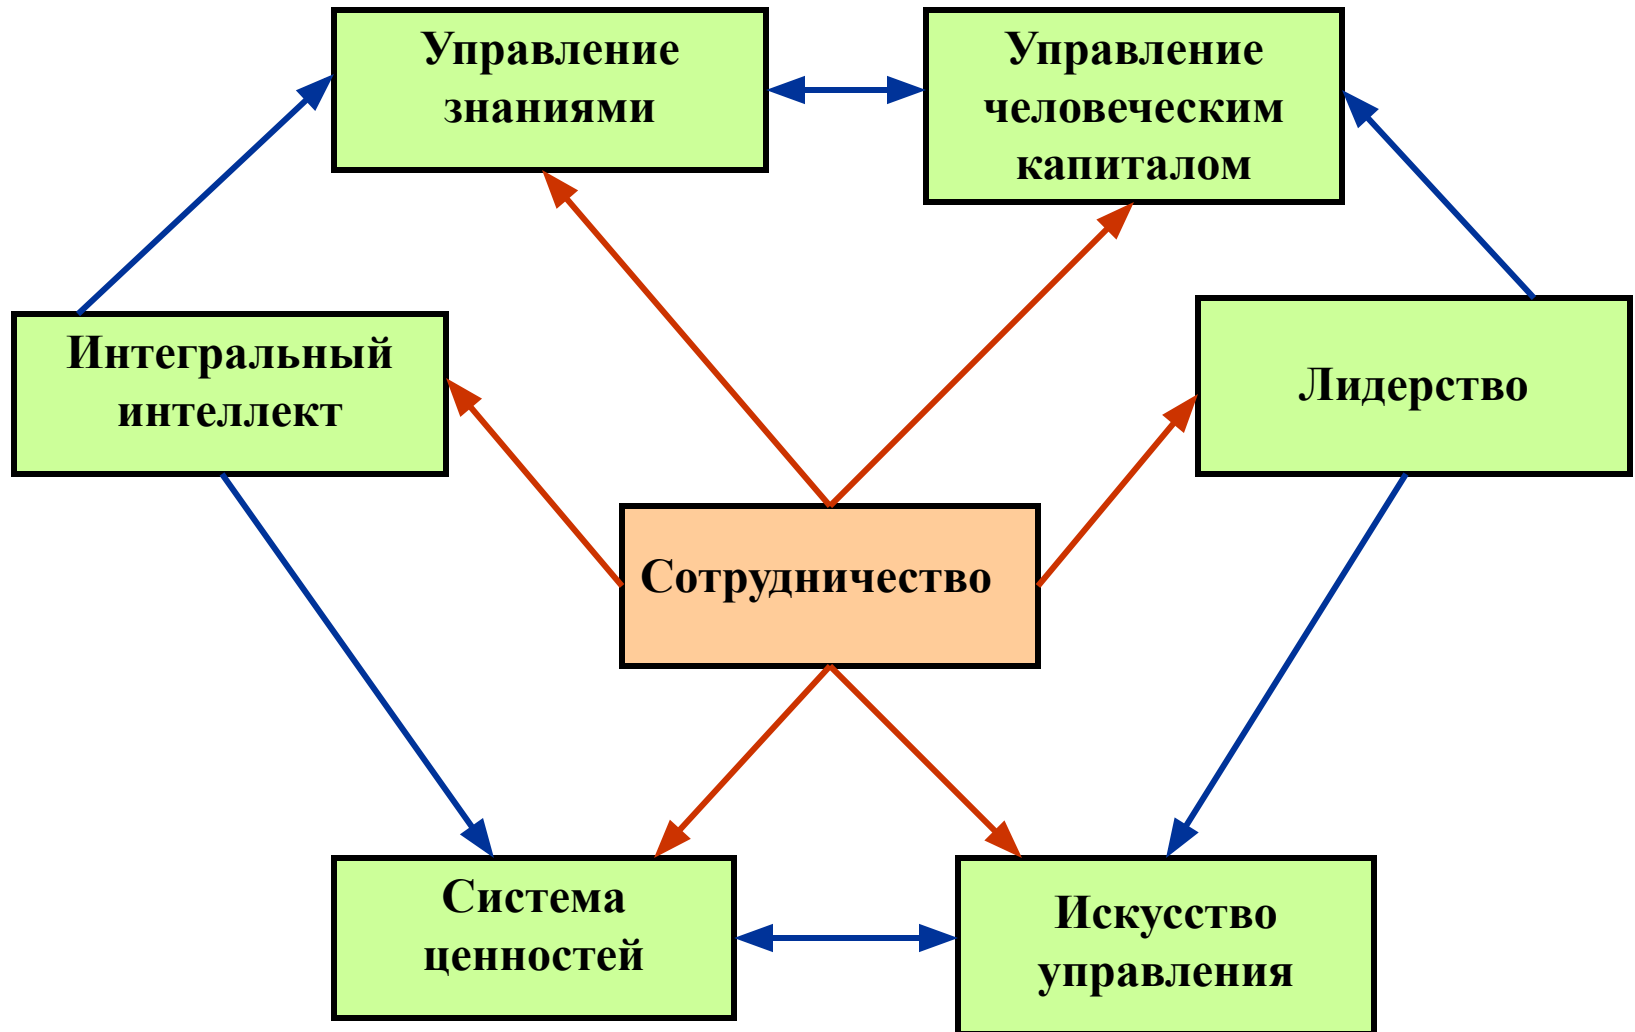 Управление
знаниями
Управление
человеческим
капиталом
Интегральный
интеллект
Лидерство
Сотрудничество
Система
ценностей
Искусство
управления